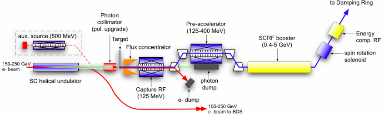 to Damping Ring
aux. source (500 MeV)
Photon
collimator
(pol. upgrade)
Target
Flux concentrator
Pre-accelerator
(125-400 MeV)
SCRF booster
(0.4-5 GeV)
Energy
comp. RF
150-250 GeV
e- beam
SC helical undulator
Capture RF
(125 MeV)
photon
dump
e- dump
spin rotation
solenoid
150-250 GeV
e- beam to BDS